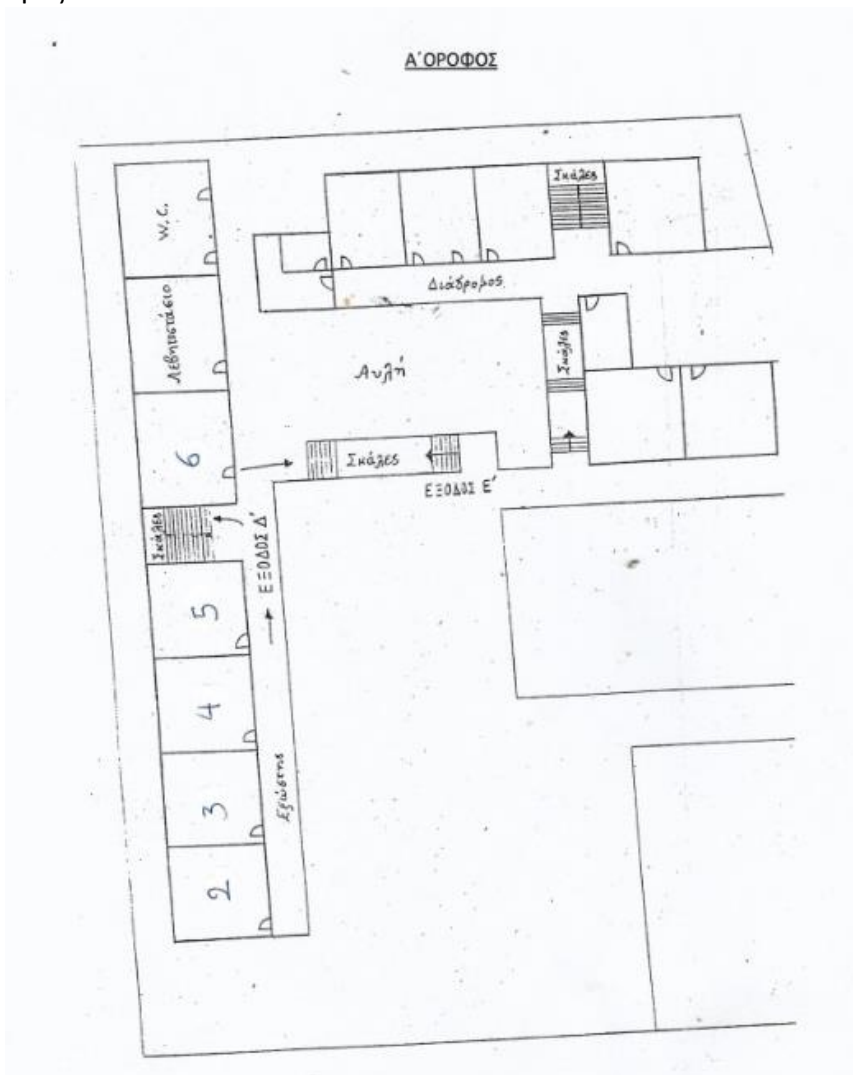 Α΄ΟΡΟΦΟΣ
Σκάλες
W.C.
Διάδρομος
Λεβητοστάσιο
Σκάλες
Αυλή
6
Σκάλες
ΕΞΟΔΟΣ Ε'
Σκάλες
ΕΞΟΔΟΣ Δ'
5
4
3
Εξώστης
2